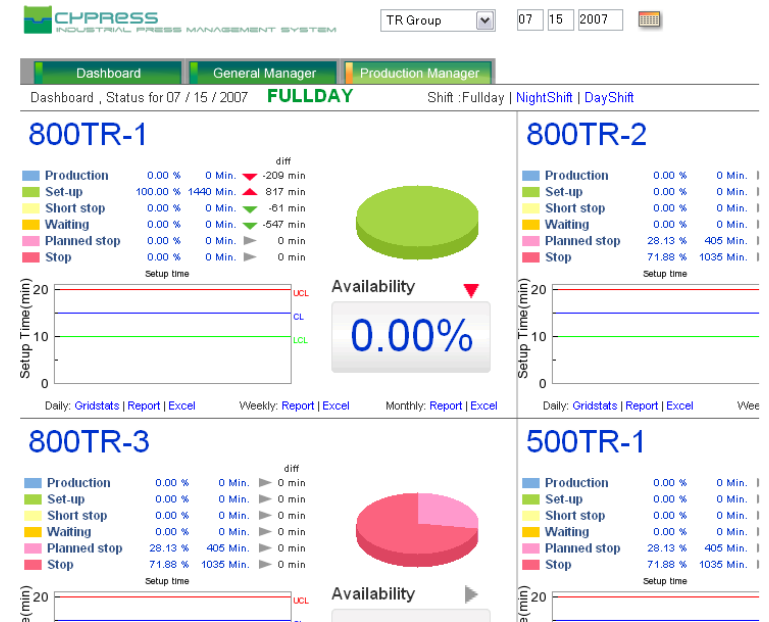 CYPRESS
INDUSTRIAL PRESS MANAGEMENT SYSTEM
TR Group 07 15 2007
Dashboard General Manager Production Manager
Dashboard , Status for 07 / 15 / 2007 FULLDAY Shift :Fullday | NightShift | DayShift
800TR-1
diff
Production 0.00 % 0 Min. -209 min
Set-up 100.00 % 1440 Min. 817 min
Short stop 0.00 % 0 Min. -61 min
Waiting 0.00 % 0 Min. -547 min
Planned stop 0.00 % 0 Min. 0 min
Stop 0.00 % 0 Min. 0 min
Setup time
Setup Time(min)
20
10
0
UCL
CL
LCL
Availability
0.00%
Daily: Gridstats | Report | Excel Weekly: Report | Excel Monthly: Report | Excel
800TR-2
Production 0.00 % 0 Min.
Set-up 0.00 % 0 Min.
Short stop 0.00 % 0 Min.
Waiting 0.00 % 0 Min.
Planned stop 28.13 % 405 Min.
Stop 71.88 % 1035 Min.
Setup time
Setup Time(min)
20
10
0
Daily: Gridstats | Report | Excel Wee
800TR-3
diff
Production 0.00 % 0 Min. 0 min
Set-up 0.00 % 0 Min. 0 min
Short stop 0.00 % 0 Min. 0 min
Waiting 0.00 % 0 Min. 0 min
Planned stop 28.13 % 405 Min. 0 min
Stop 71.88 % 1035 Min. 0 min
Setup time
(min)
20
UCL
Availability
500TR-1
Production 0.00 % 0 Min.
Set-up 0.00 % 0 Min.
Short stop 0.00 % 0 Min.
Waiting 0.00 % 0 Min.
Planned stop 28.13 % 405 Min.
Stop 71.88 % 1035 Min.
Setup time
(min)
20